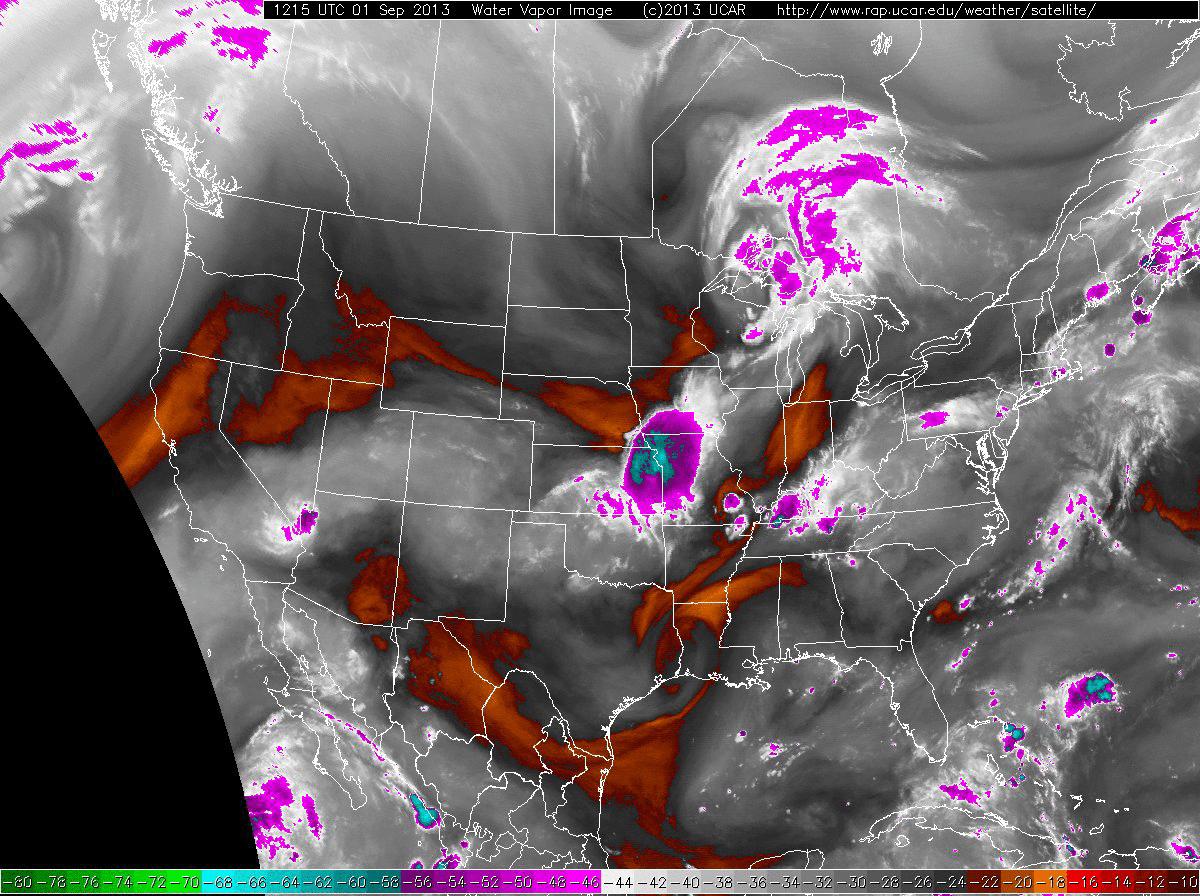 1215 UTC 01 Sep 2013 Water Vapor Image (c)2013 UCAR http://www.rap.ucar.edu/weather/satellite/
-80 -78 -76 -74 -72 -70 -68 -66 -64 -62 -60 -58 -56 -54 -52 -50 -48 -46 -44 -42 -40 -38 -36 -34 -32 -30 -28 -26 -24 -22 -20 -18 -16 -14 -12 -10